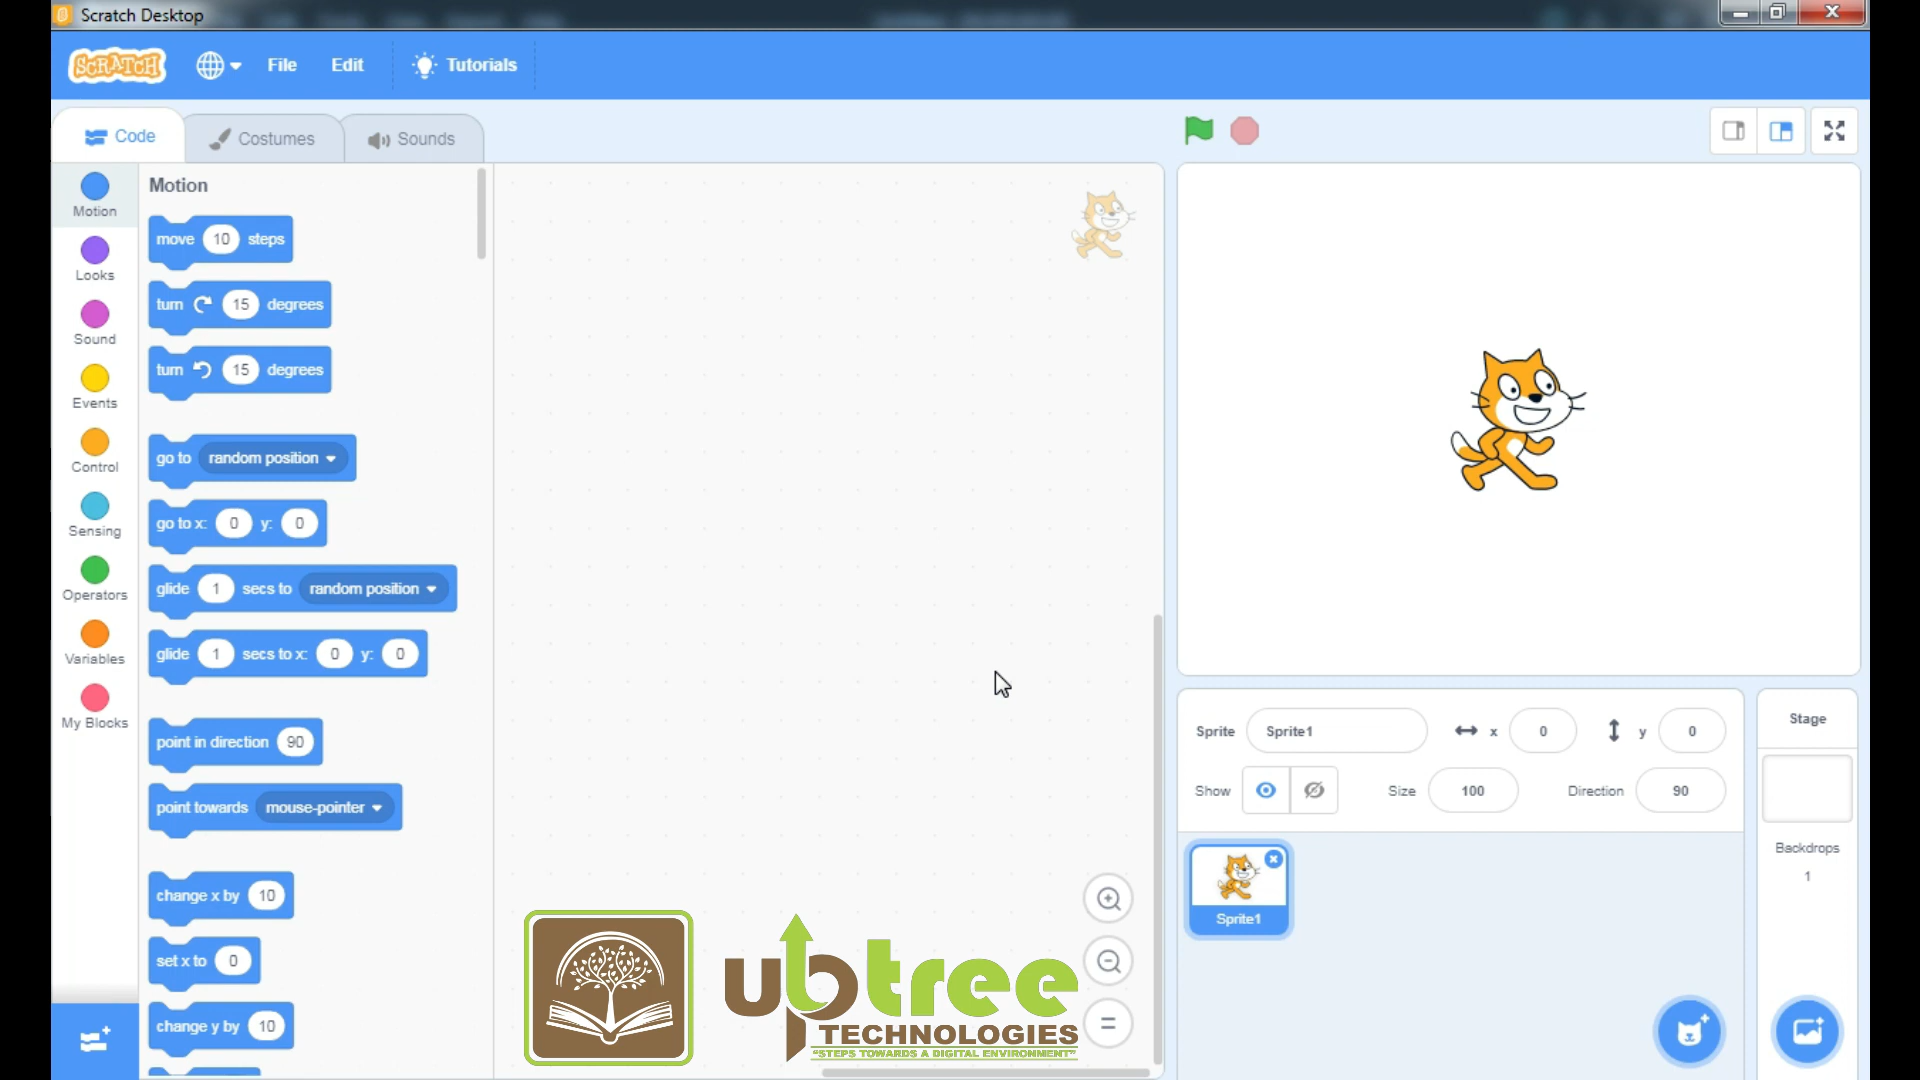 Scratch Desktop
SCRATCH
File
Edit
Tutorials
Code
Costumes
Sounds
Motion
Looks
Sound
Events
Control
Sensing
Operators
Variables
My Blocks
Motion
move 10 steps
turn 15 degrees
turn 15 degrees
go to random position
go to x: 0 y: 0
glide 1 secs to random position
glide 1 secs to x: 0 y: 0
point in direction 90
point towards mouse-pointer
change x by 10
set x to 0
change y by 10
Sprite Sprite1 x 0 y 0
Show Size 100 Direction 90
Sprite1
Stage
Backdrops
1
uptree
TECHNOLOGIES
"STEPS TOWARDS A DIGITAL ENVIRONMENT"